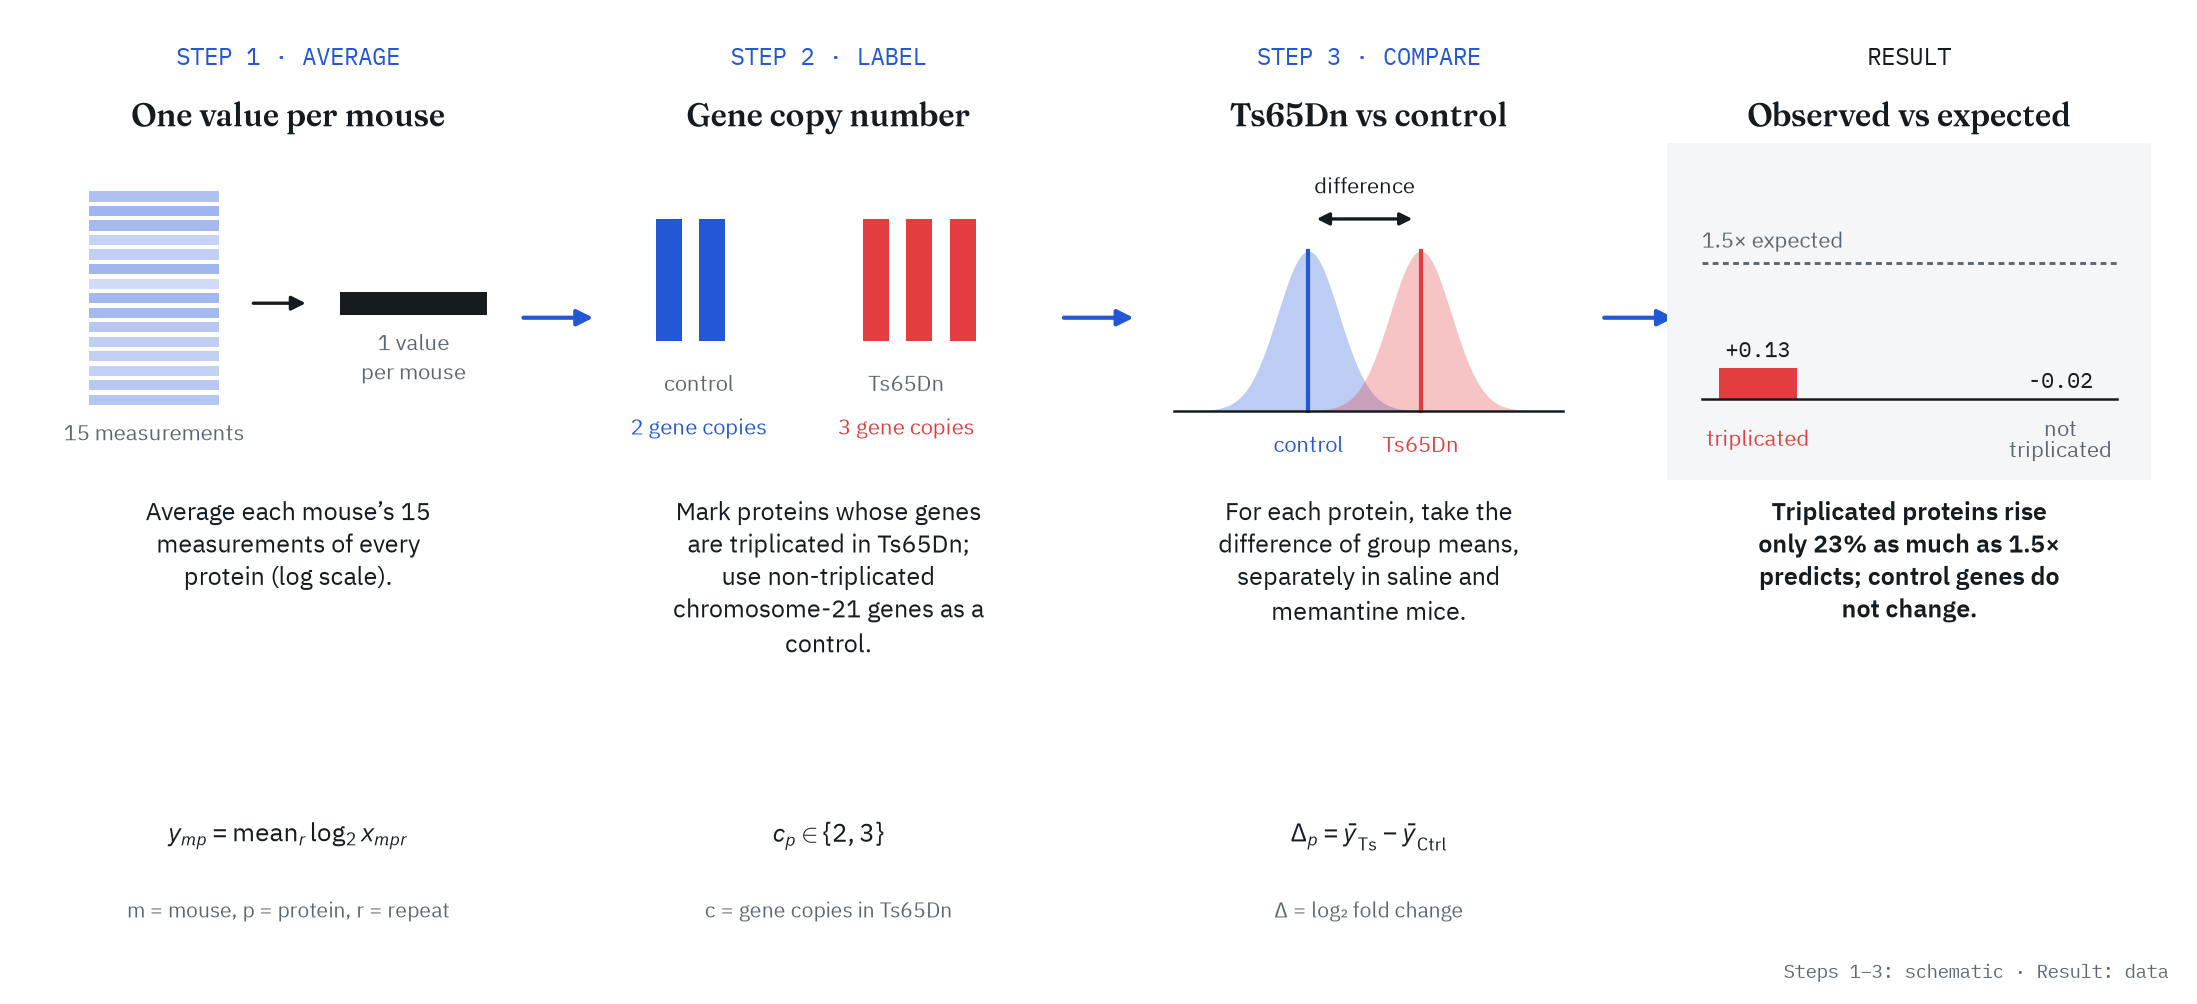 STEP 1 · AVERAGE
One value per mouse
15 measurements
1 value
per mouse
Average each mouse’s 15
measurements of every
protein (log scale).
y_mp = mean_r log₂ x_mpr
m = mouse, p = protein, r = repeat
STEP 2 · LABEL
Gene copy number
control
2 gene copies
Ts65Dn
3 gene copies
Mark proteins whose genes
are triplicated in Ts65Dn;
use non-triplicated
chromosome-21 genes as a
control.
c_p ∈ {2, 3}
c = gene copies in Ts65Dn
STEP 3 · COMPARE
Ts65Dn vs control
difference
control
Ts65Dn
For each protein, take the
difference of group means,
separately in saline and
memantine mice.
Δ_p = ȳ_Ts − ȳ_Ctrl
Δ = log₂ fold change
RESULT
Observed vs expected
1.5× expected
+0.13
-0.02
triplicated
not
triplicated
Triplicated proteins rise
only 23% as much as 1.5×
predicts; control genes do
not change.
Steps 1–3: schematic · Result: data